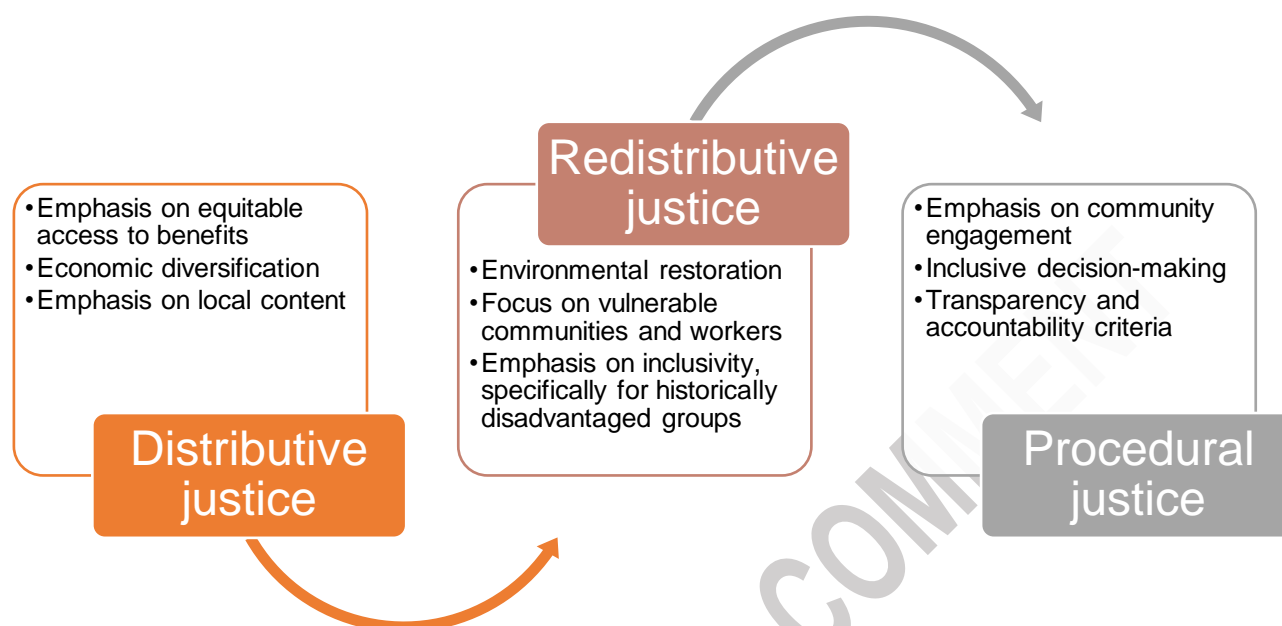 •Emphasis on equitable
access to benefits
•Economic diversification
•Emphasis on local content
Distributive
justice
Redistributive
justice
•Environmental restoration
•Focus on vulnerable
communities and workers
•Emphasis on inclusivity,
specifically for historically
disadvantaged groups
•Emphasis on community
engagement
•Inclusive decision-making
•Transparency and
accountability criteria
Procedural
justice
COMMENT